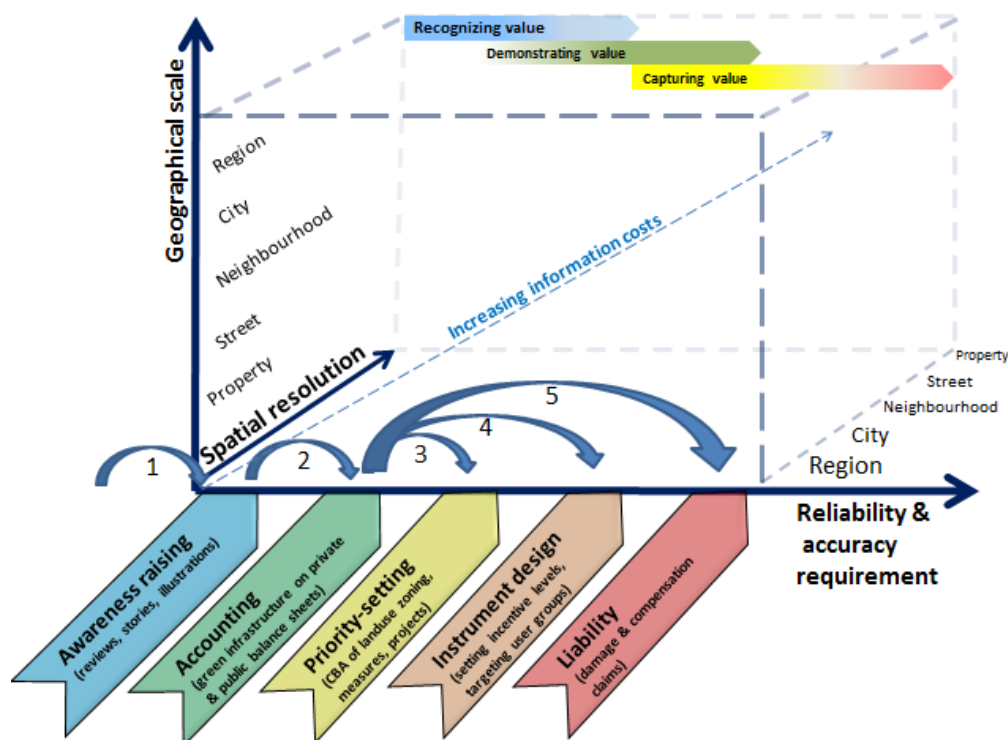 Recognizing value
Demonstrating value
Capturing value
Geographical scale
Region
City
Neighbourhood
Street
Property
Spatial resolution
Increasing information costs
Property
Street
Neighbourhood
City
Region
1
2
3
4
5
Reliability &
accuracy
requirement
Awareness raising
(reviews, stories, illustrations)
Accounting
(green infrastructure on private
& public balance sheets)
Priority-setting
(CBA of landuse zoning,
measures, projects)
Instrument design
(setting incentive levels,
targeting user groups)
Liability
(damage & compensation
claims)